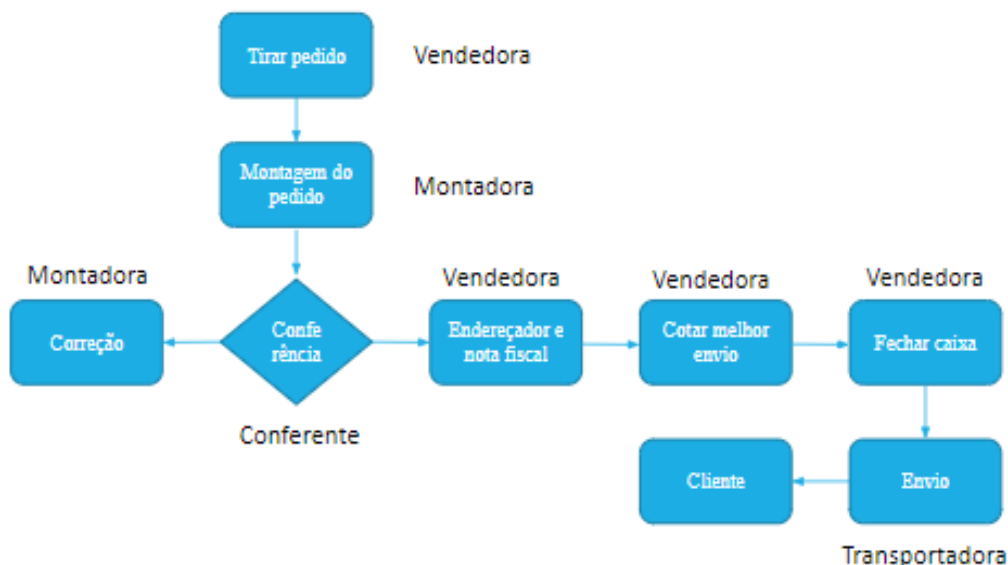 Tirar pedido
Vendedora
Montagem do
pedido
Montadora
Montadora
Correção
Confe
rência
Conferente
Vendedora
Endereçador e
nota fiscal
Vendedora
Cotar melhor
envio
Vendedora
Fechar caixa
Cliente
Envio
Transportadora